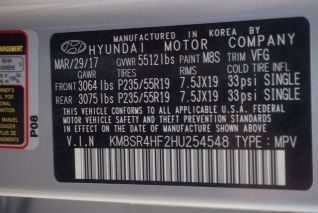 MANUFACTURED IN KOREA BY
HYUNDAI MOTOR COMPANY
MAR/29/17 GVWR 5512lbs PAINT M8S TRIM VFG
GAWR TIRES RIMS
FRONT 3064 lbs P235/55R19 7.5JX19 33psi SINGLE
REAR 3075 lbs P235/55R19 7.5JX19 33psi SINGLE
THIS VEHICLE CONFORMS TO ALL APPLICABLE U.S.A. FEDERAL
MOTOR VEHICLE SAFETY, BUMPER AND THEFT PREVENTION
STANDARDS IN EFFECT ON THE DATE OF MANUFACTURE SHOWN ABOVE
V.I.N KM8SR4HF2HU254548 TYPE: MPV
P08